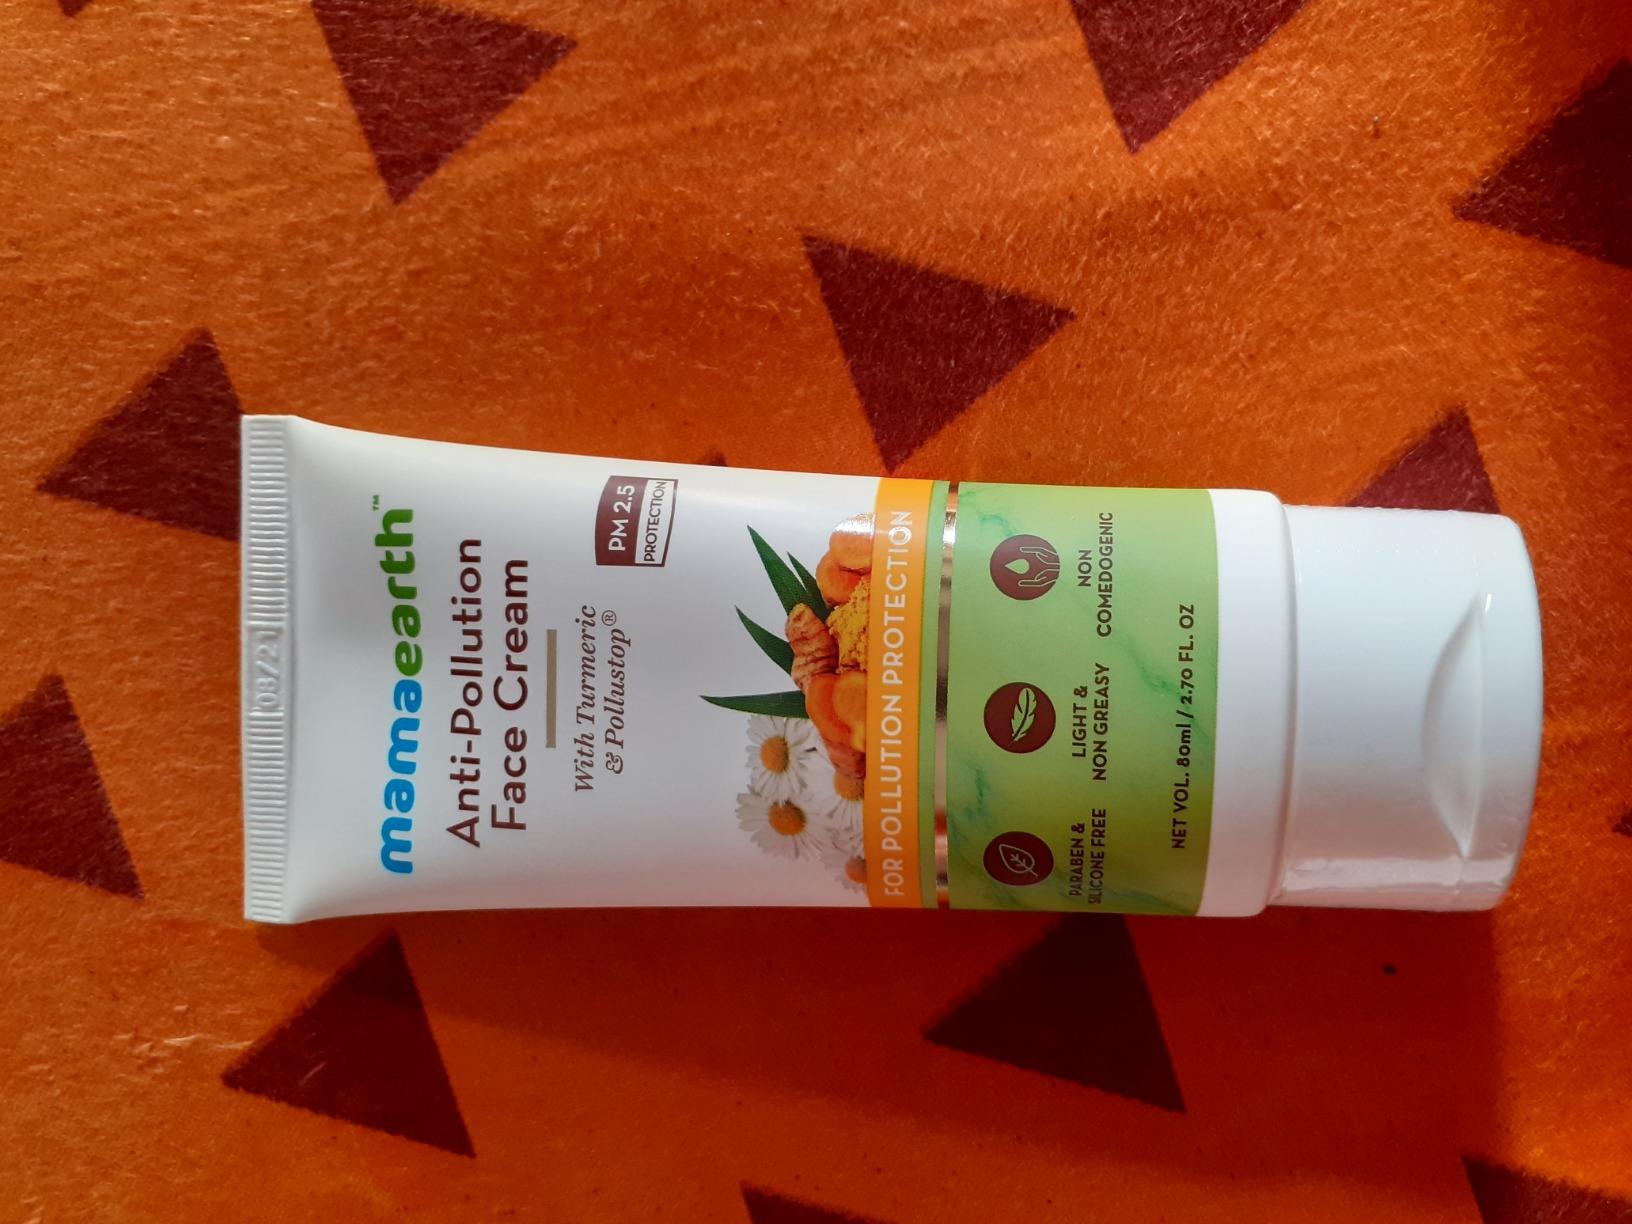 08/21
mamaearth™
Anti-Pollution
Face Cream
With Turmeric
& Pollustop®
PM 2.5
PROTECTION
FOR POLLUTION PROTECTION
PARABEN &
SILICONE FREE
LIGHT &
NON GREASY
NON
COMEDOGENIC
NET VOL. 80ml / 2.70 FL. OZ